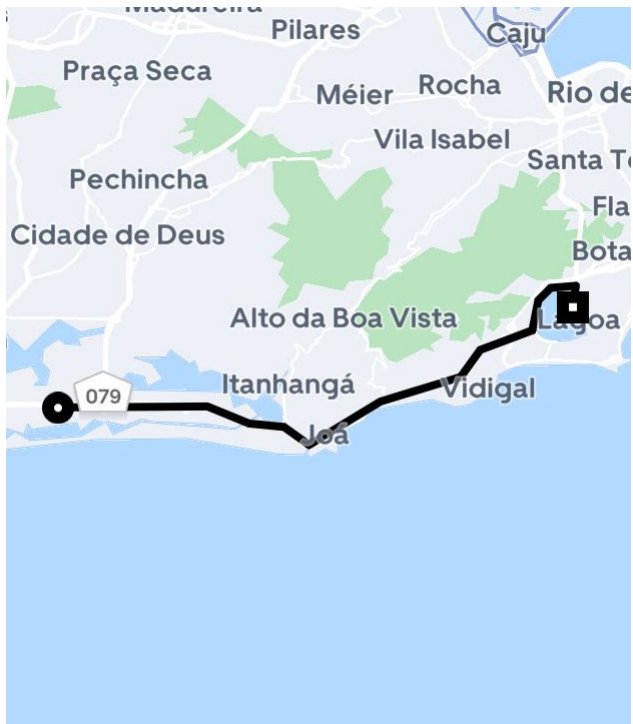 Madureira
Pilares
Caju
Praça Seca
Méier
Rocha
Rio de
Vila Isabel
Santa Te
Pechincha
Fla
Cidade de Deus
Bota
Alto da Boa Vista
Lagoa
Itanhangá
Vidigal
079
Joá